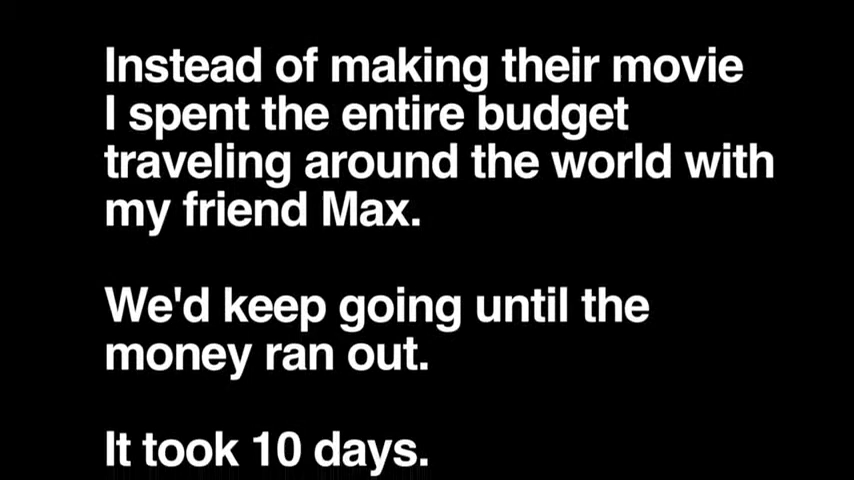 Instead of making their movie
I spent the entire budget
traveling around the world with
my friend Max.
We'd keep going until the
money ran out.
It took 10 days.